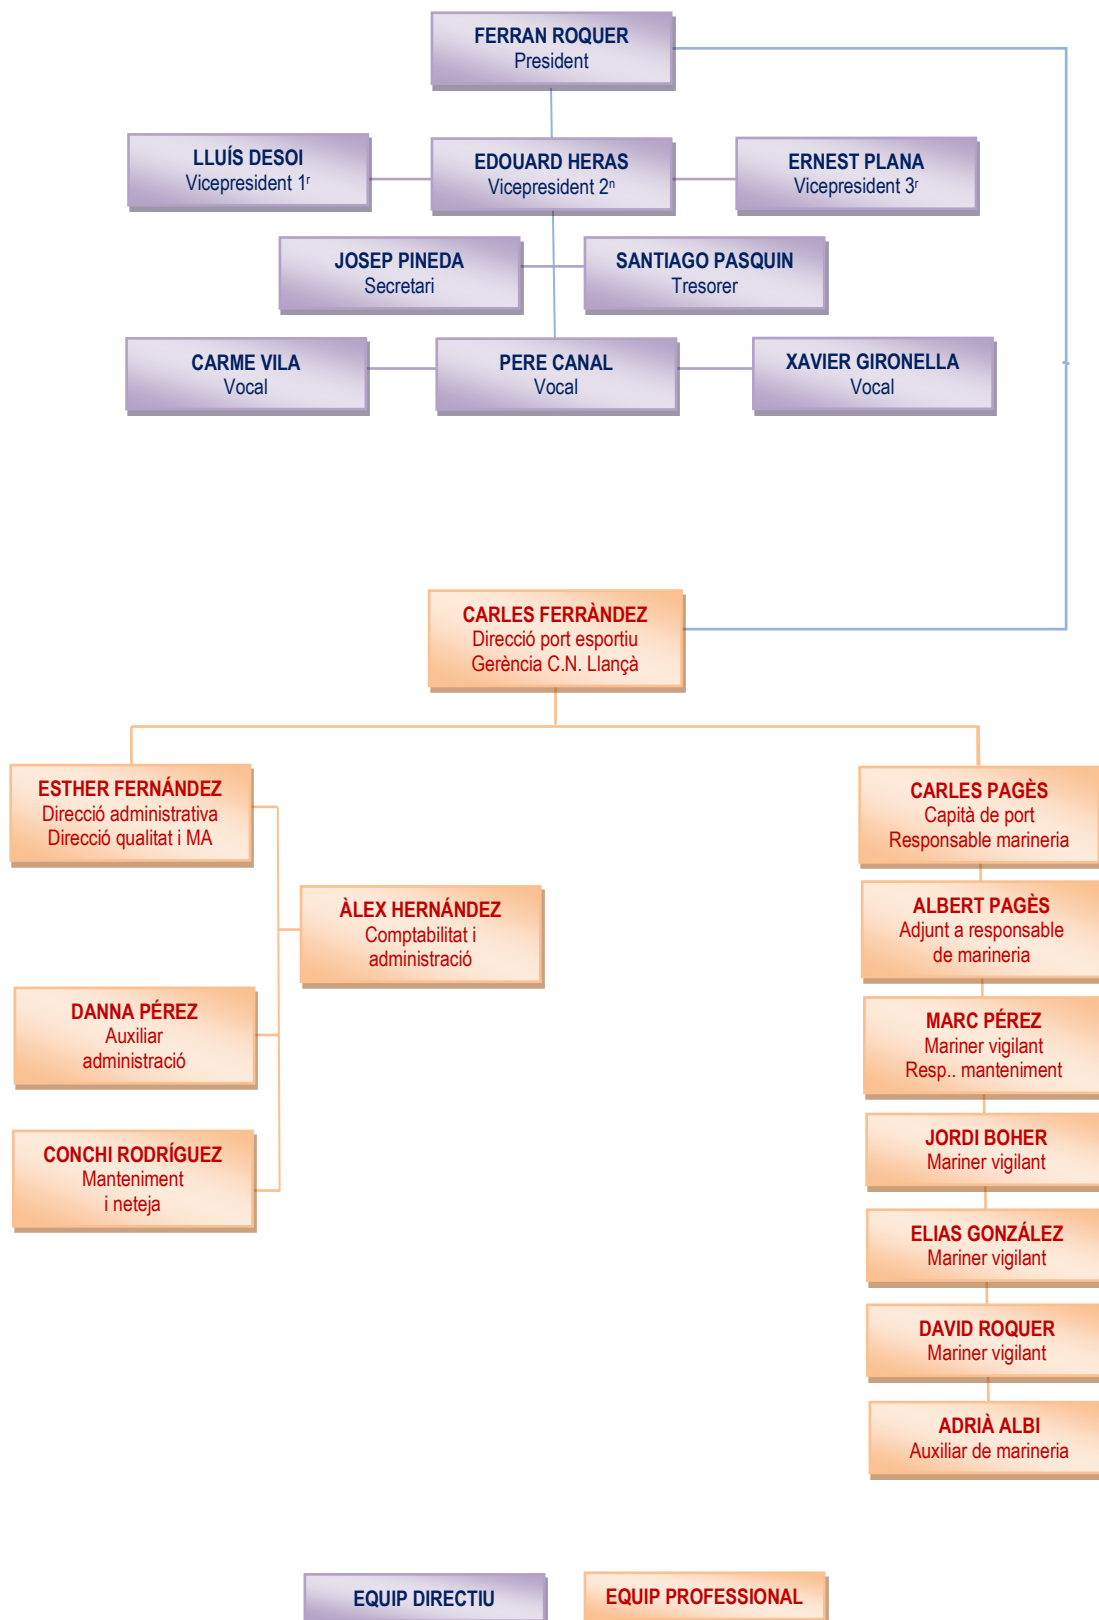 FERRAN ROQUER
President
LLUÍS DESOI
Vicepresident 1r
EDOUARD HERAS
Vicepresident 2n
ERNEST PLANA
Vicepresident 3r
JOSEP PINEDA
Secretari
SANTIAGO PASQUIN
Tresorer
CARME VILA
Vocal
PERE CANAL
Vocal
XAVIER GIRONELLA
Vocal
CARLES FERRÀNDEZ
Direcció port esportiu
Gerència C.N. Llançà
ESTHER FERNÁNDEZ
Direcció administrativa
Direcció qualitat i MA
ÀLEX HERNÁNDEZ
Comptabilitat i
administració
DANNA PÉREZ
Auxiliar
administració
CONCHI RODRÍGUEZ
Manteniment
i neteja
CARLES PAGÈS
Capità de port
Responsable marineria
ALBERT PAGÈS
Adjunt a responsable
de marineria
MARC PÉREZ
Mariner vigilant
Resp.. manteniment
JORDI BOHER
Mariner vigilant
ELIAS GONZÁLEZ
Mariner vigilant
DAVID ROQUER
Mariner vigilant
ADRIÀ ALBI
Auxiliar de marineria
EQUIP DIRECTIU
EQUIP PROFESSIONAL